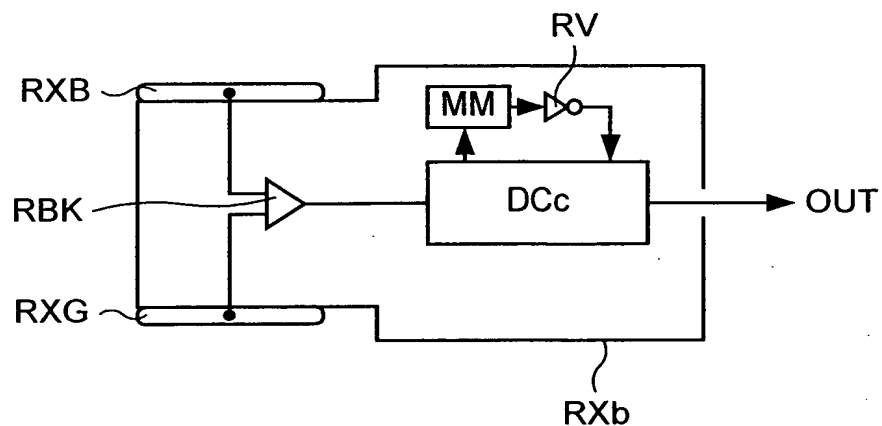 RV
RXB
MM
RBK
DCc
OUT
RXG
RXb